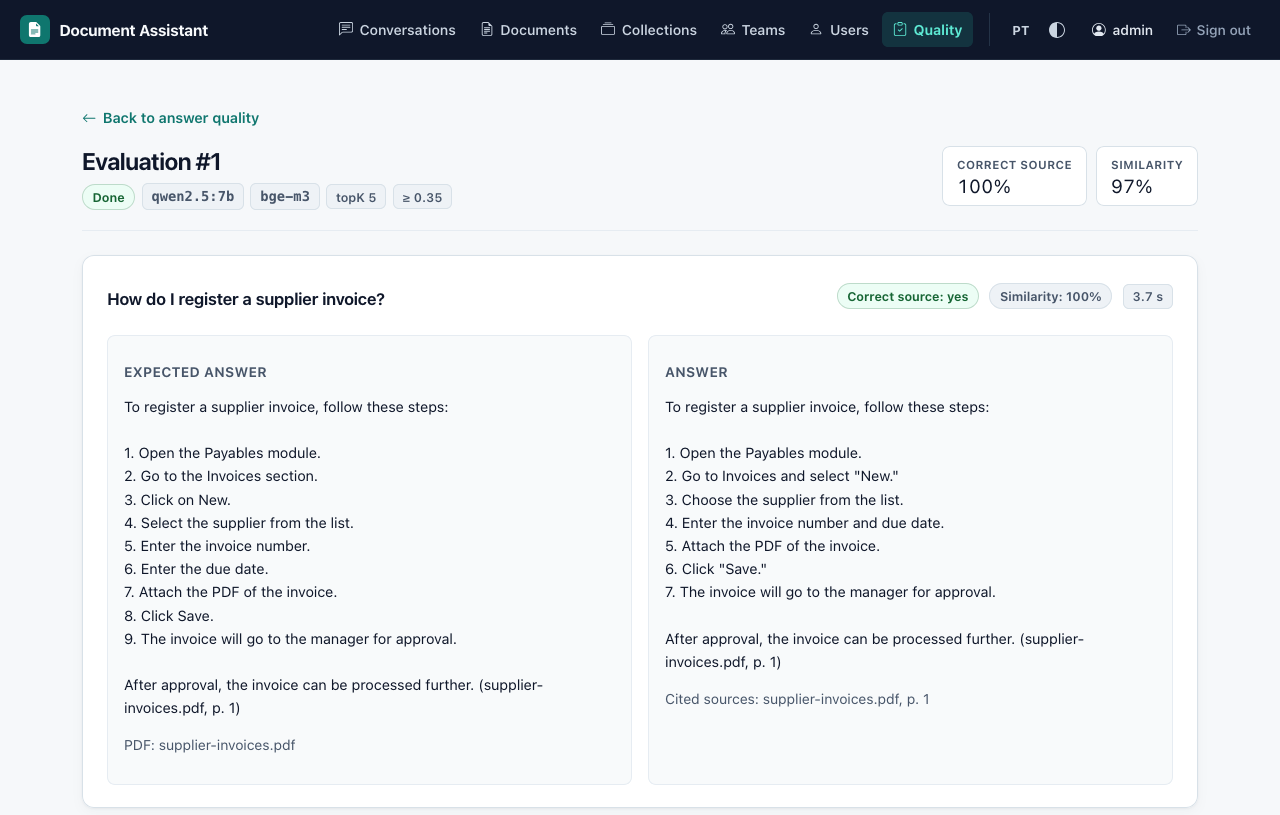 Document Assistant
Conversations
Documents
Collections
Teams
Users
Quality
PT
admin
Sign out
← Back to answer quality
Evaluation #1
Done
qwen2.5:7b
bge-m3
topK 5
≥ 0.35
CORRECT SOURCE
100%
SIMILARITY
97%
How do I register a supplier invoice?
Correct source: yes
Similarity: 100%
3.7 s
EXPECTED ANSWER
To register a supplier invoice, follow these steps:
1. Open the Payables module.
2. Go to the Invoices section.
3. Click on New.
4. Select the supplier from the list.
5. Enter the invoice number.
6. Enter the due date.
7. Attach the PDF of the invoice.
8. Click Save.
9. The invoice will go to the manager for approval.
After approval, the invoice can be processed further. (supplier-
invoices.pdf, p. 1)
PDF: supplier-invoices.pdf
ANSWER
To register a supplier invoice, follow these steps:
1. Open the Payables module.
2. Go to Invoices and select "New."
3. Choose the supplier from the list.
4. Enter the invoice number and due date.
5. Attach the PDF of the invoice.
6. Click "Save."
7. The invoice will go to the manager for approval.
After approval, the invoice can be processed further. (supplier-
invoices.pdf, p. 1)
Cited sources: supplier-invoices.pdf, p. 1